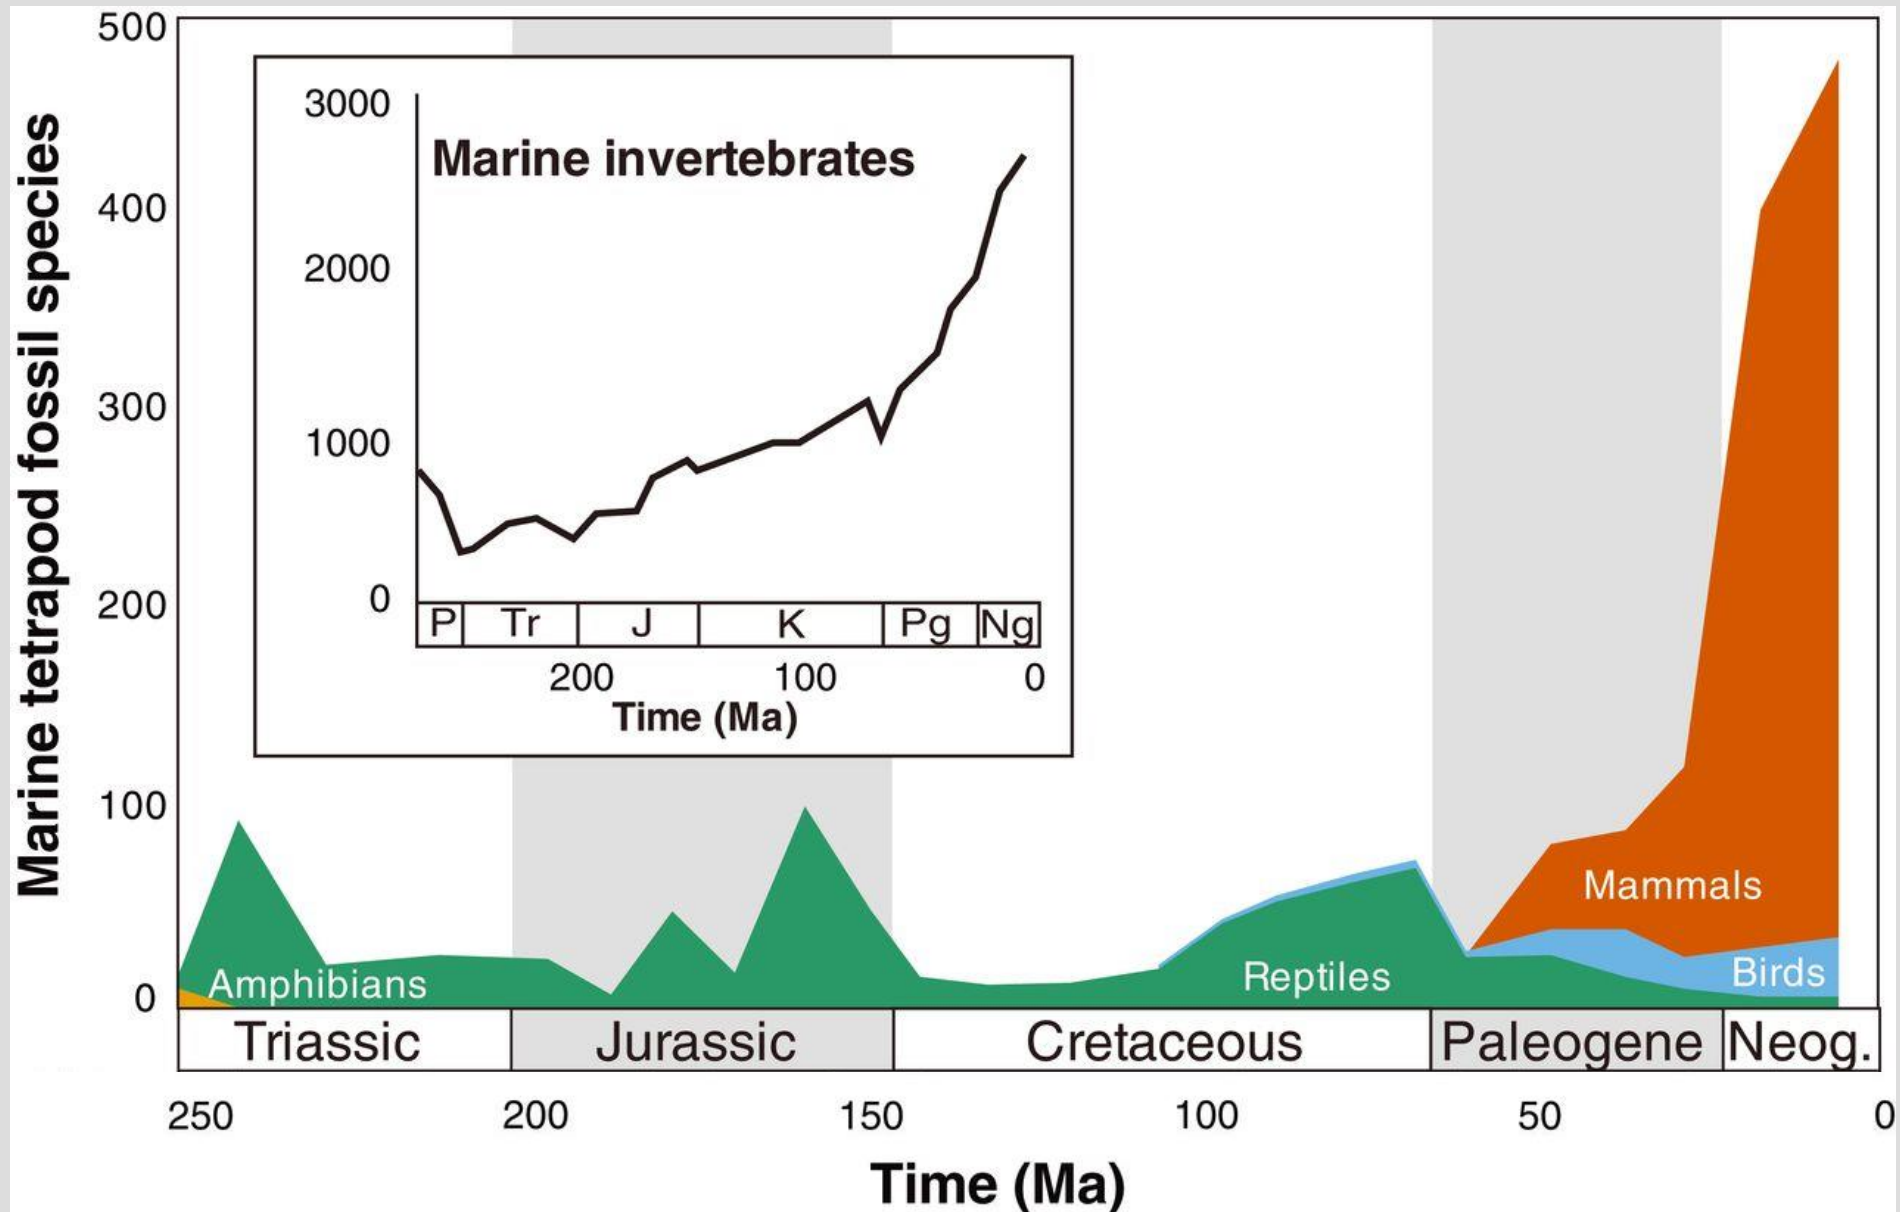 Marine tetrapod fossil species
500
400
300
200
100
0
3000
2000
1000
0
Marine invertebrates
P Tr J K Pg Ng
200 100 0
Time (Ma)
Mammals
Birds
Reptiles
Amphibians
Triassic Jurassic Cretaceous Paleogene Neog.
250 200 150 100 50 0
Time (Ma)